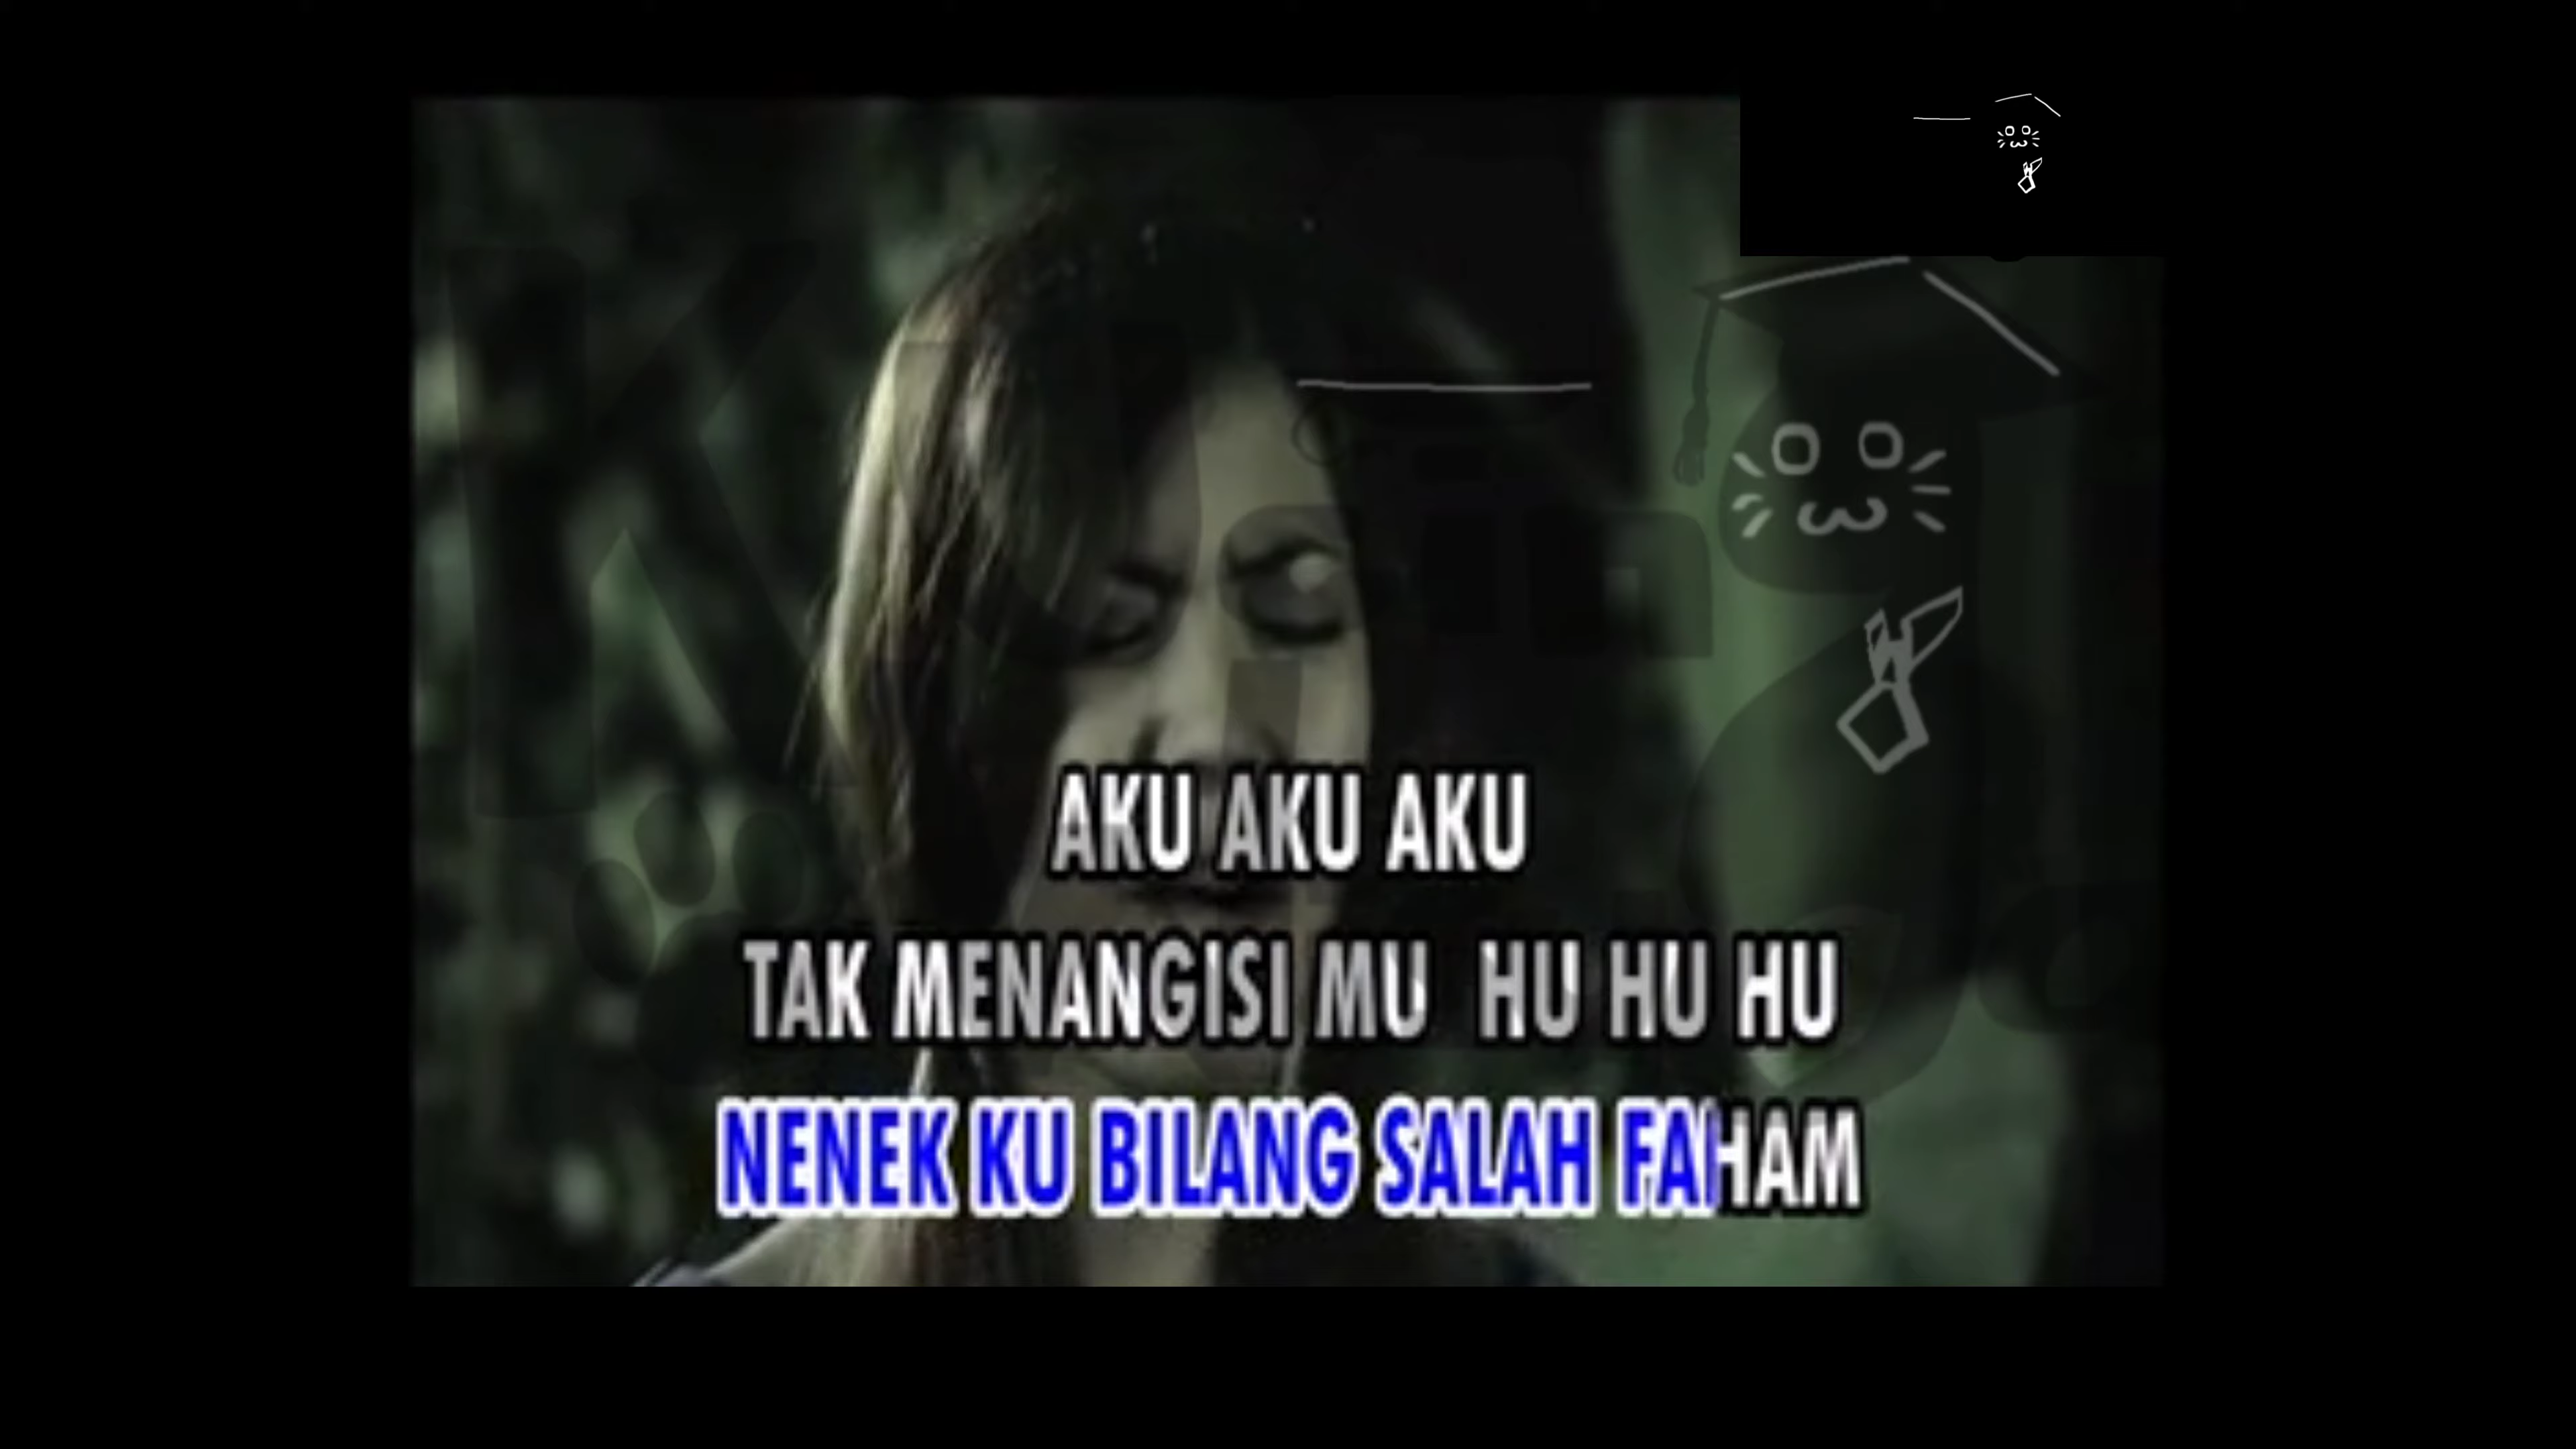 AKU AKU AKU
TAK MENANGISI MU HU HU HU
NENEK KU BILANG SALAH FAHAM